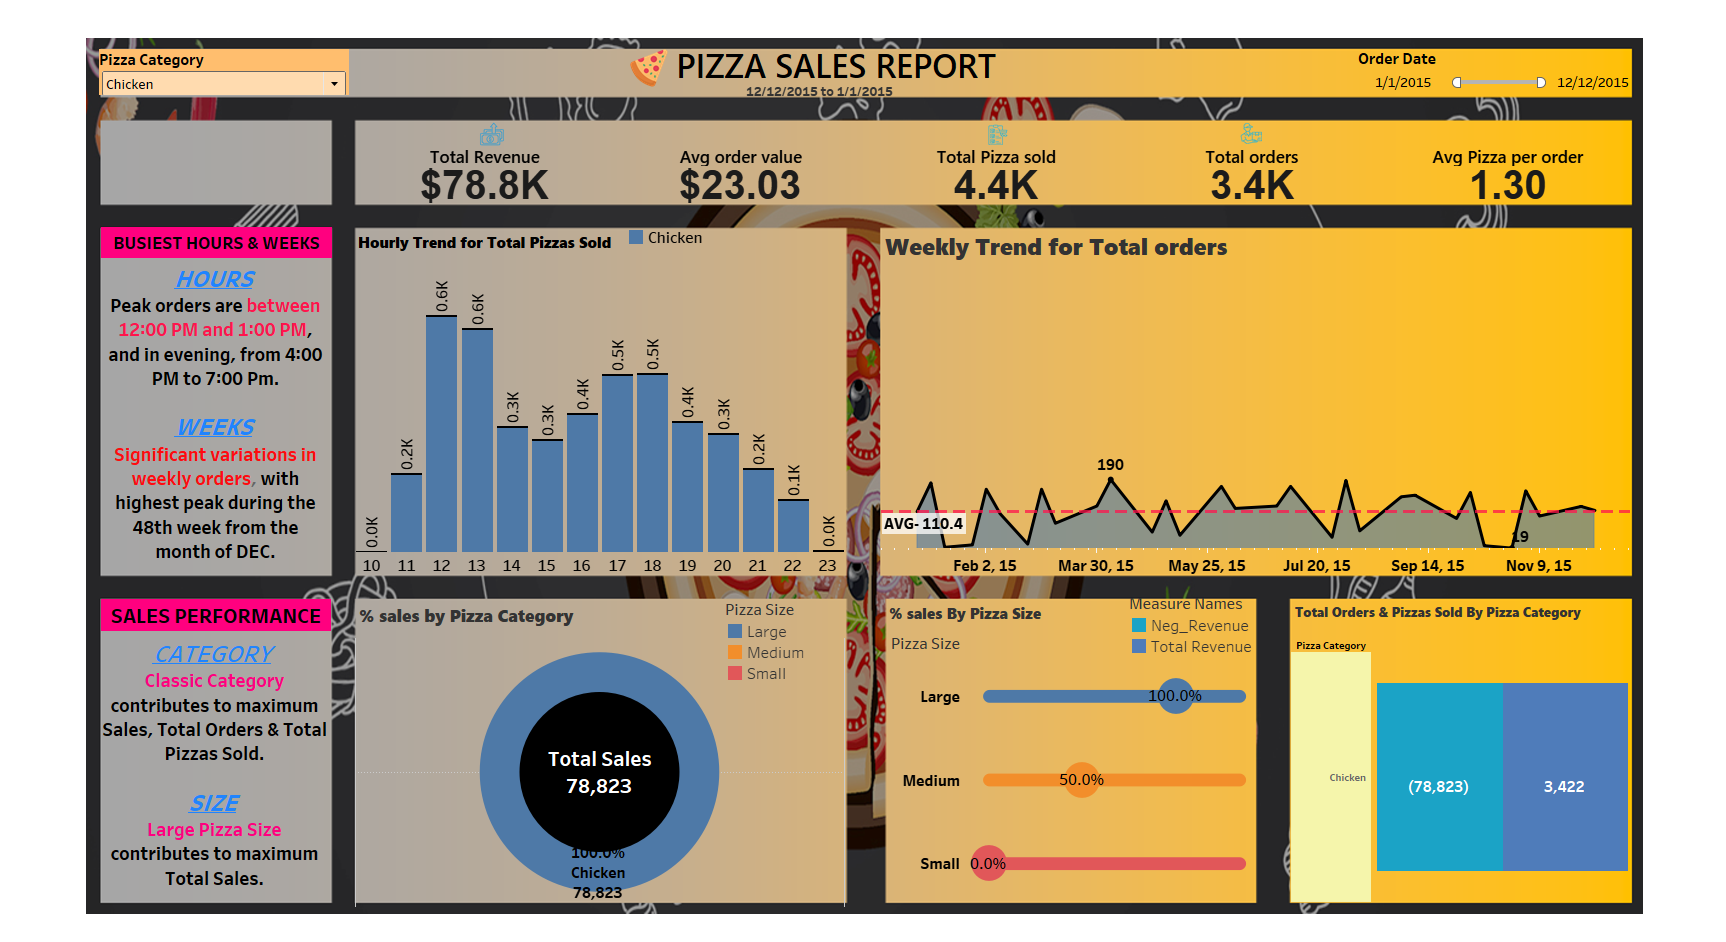 Pizza Category
Chicken
PIZZA SALES REPORT
12/12/2015 to 1/1/2015
Order Date
1/1/2015
12/12/2015
Total Revenue
$78.8K
Avg order value
$23.03
Total Pizza sold
4.4K
Total orders
3.4K
Avg Pizza per order
1.30
BUSIEST HOURS & WEEKS
HOURS
Peak orders are between
12:00 PM and 1:00 PM,
and in evening, from 4:00
PM to 7:00 Pm.
WEEKS
Significant variations in
weekly orders, with
highest peak during the
48th week from the
month of DEC.
Hourly Trend for Total Pizzas Sold
Chicken
0.0K
0.2K
0.6K
0.6K
0.3K
0.3K
0.4K
0.5K
0.5K
0.4K
0.3K
0.2K
0.1K
0.0K
10 11 12 13 14 15 16 17 18 19 20 21 22 23
Weekly Trend for Total orders
190
AVG- 110.4
19
Feb 2, 15 Mar 30, 15 May 25, 15 Jul 20, 15 Sep 14, 15 Nov 9, 15
SALES PERFORMANCE
CATEGORY
Classic Category
contributes to maximum
Sales, Total Orders & Total
Pizzas Sold.
SIZE
Large Pizza Size
contributes to maximum
Total Sales.
% sales by Pizza Category
Pizza Size
Large
Medium
Small
Total Sales
78,823
100.0%
Chicken
78,823
% sales By Pizza Size
Measure Names
Neg_Revenue
Total Revenue
Pizza Size
Large
100.0%
Medium
50.0%
Small
0.0%
Total Orders & Pizzas Sold By Pizza Category
Pizza Category
Chicken
(78,823)
3,422